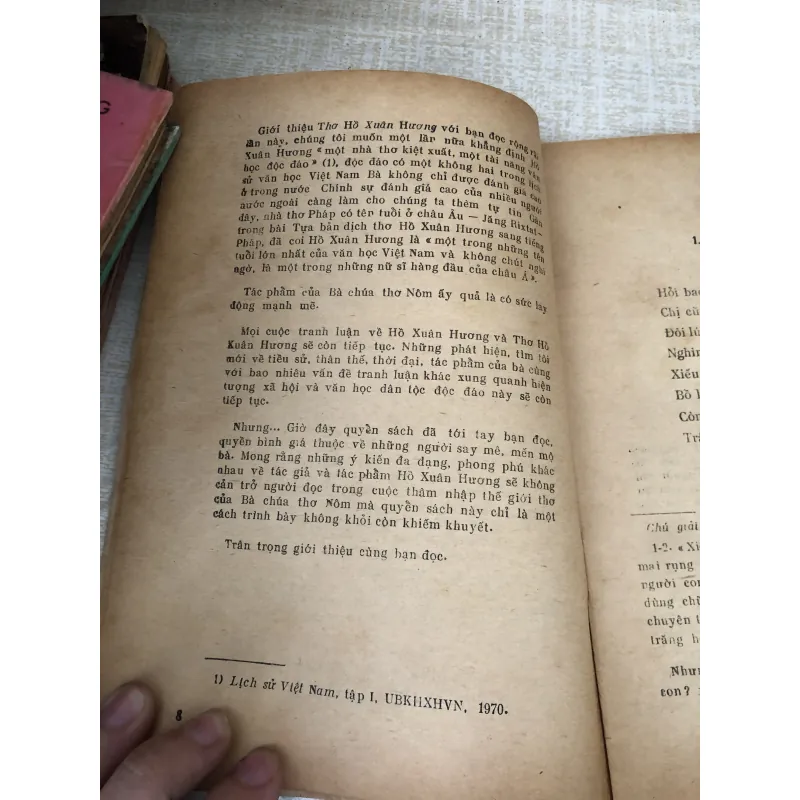 G
Giới thiệu Thơ Hồ Xuân Hương với bạn đọc rộng rãi
lần này, chúng tôi muốn một lần nữa khẳng định Hồ
Xuân Hương « một nhà thơ kiệt xuất, một tài năng văn
học độc đáo » (1), độc đáo có một không hai trong lịch
sử văn học Việt Nam Bà không chỉ được đánh giá cao
ở trong nước Chính sự đánh giá cao của nhiều người
nước ngoài càng làm cho chúng ta thêm tự tin Gần
đây, nhà thơ Pháp có tên tuổi ở châu Âu — Jăng Rixtat—
trong bài Tựa bản dịch thơ Hồ Xuân Hương sang tiếng
Pháp, đã coi Hồ Xuân Hương là « một trong những tên
tuổi lớn nhất của văn học Việt Nam và không chút nghi
ngờ, là một trong những nữ sĩ hàng đầu của châu Á ».
Tác phẩm của Bà chúa thơ Nôm ấy quả là có sức lay
động mạnh mẽ.
Mọi cuộc tranh luận về Hồ Xuân Hương và Thơ Hồ
Xuân Hương sẽ còn tiếp tục. Những phát hiện, tìm tòi
mới về tiểu sử, thân thế, thời đại, tác phẩm của bà cùng
với bao nhiêu vấn đề tranh luận khác xung quanh hiện
tượng xã hội và văn học dân tộc độc đáo này sẽ còn
tiếp tục.
Nhưng... Giờ đây quyển sách đã tới tay bạn đọc,
quyền bình giá thuộc về những người say mê, mến mộ
bà. Mong rằng những ý kiến đa dạng, phong phú khác
nhau về tác giả và tác phẩm Hồ Xuân Hương sẽ không
cản trở người đọc trong cuộc thâm nhập thế giới thơ
của Bà chúa thơ Nôm mà quyển sách này chỉ là một
cách trình bày không khỏi còn khiếm khuyết.
Trân trọng giới thiệu cùng bạn đọc.
1) Lịch sử Việt Nam, tập I, UBKHXHVN, 1970.
8
1.
Hỏi bao
Chị cũ
Đôi lứ
Nghìn
Xiếu
Bồ l
Côn
Tră
Chú giải
1-2. « Xi
mai rụng
người con
dùng chữ
chuyên t
trăng h
Nhưn
con?